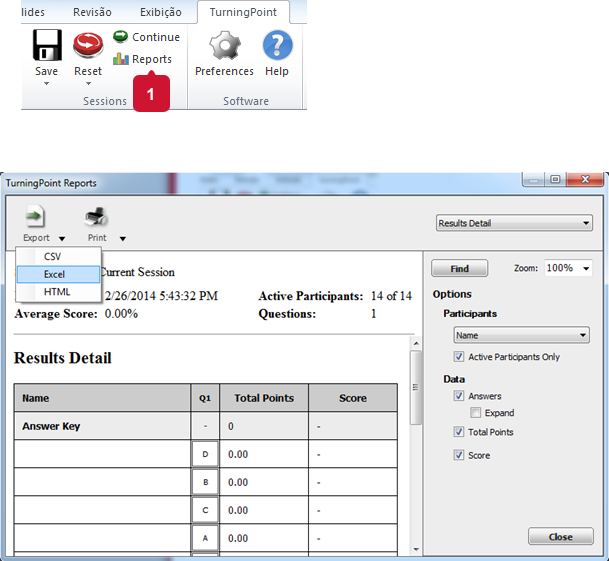 lides Revisão Exibição TurningPoint
Continue
Reports
Save Reset Preferences Help
Sessions 1 Software
TurningPoint Reports
Export Print
Results Detail
CSV
Excel
HTML
Current Session
2/26/2014 5:43:32 PM Active Participants: 14 of 14
Average Score: 0.00% Questions: 1
Results Detail
Name Q1 Total Points Score
Answer Key - 0 -
D 0.00 -
B 0.00 -
C 0.00 -
A 0.00 -
Find Zoom: 100%
Options
Participants
Name
Active Participants Only
Data
Answers
Expand
Total Points
Score
Close